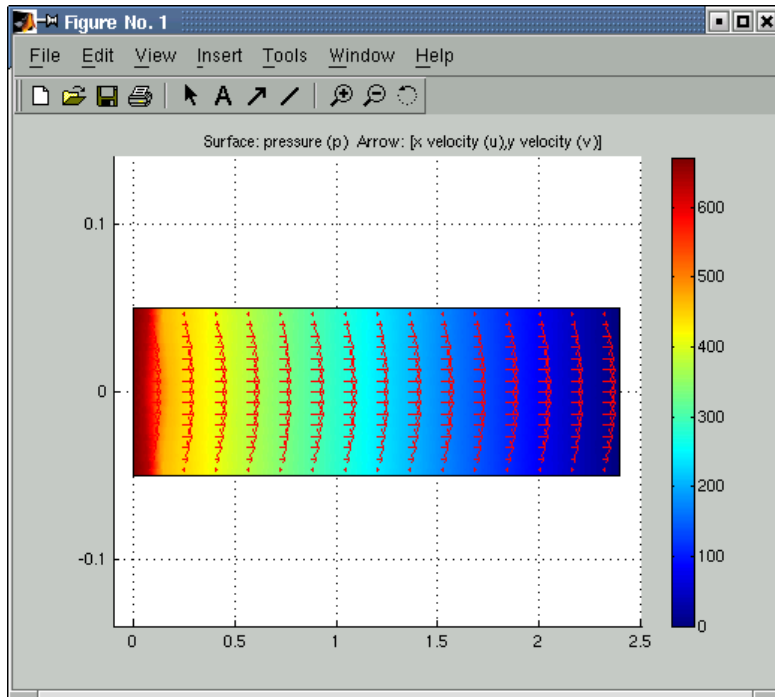 Figure No. 1
File Edit View Insert Tools Window Help
A
Surface: pressure (p) Arrow: [x velocity (u),y velocity (v)]
0.1
0
-0.1
0 0.5 1 1.5 2 2.5
600
500
400
300
200
100
0